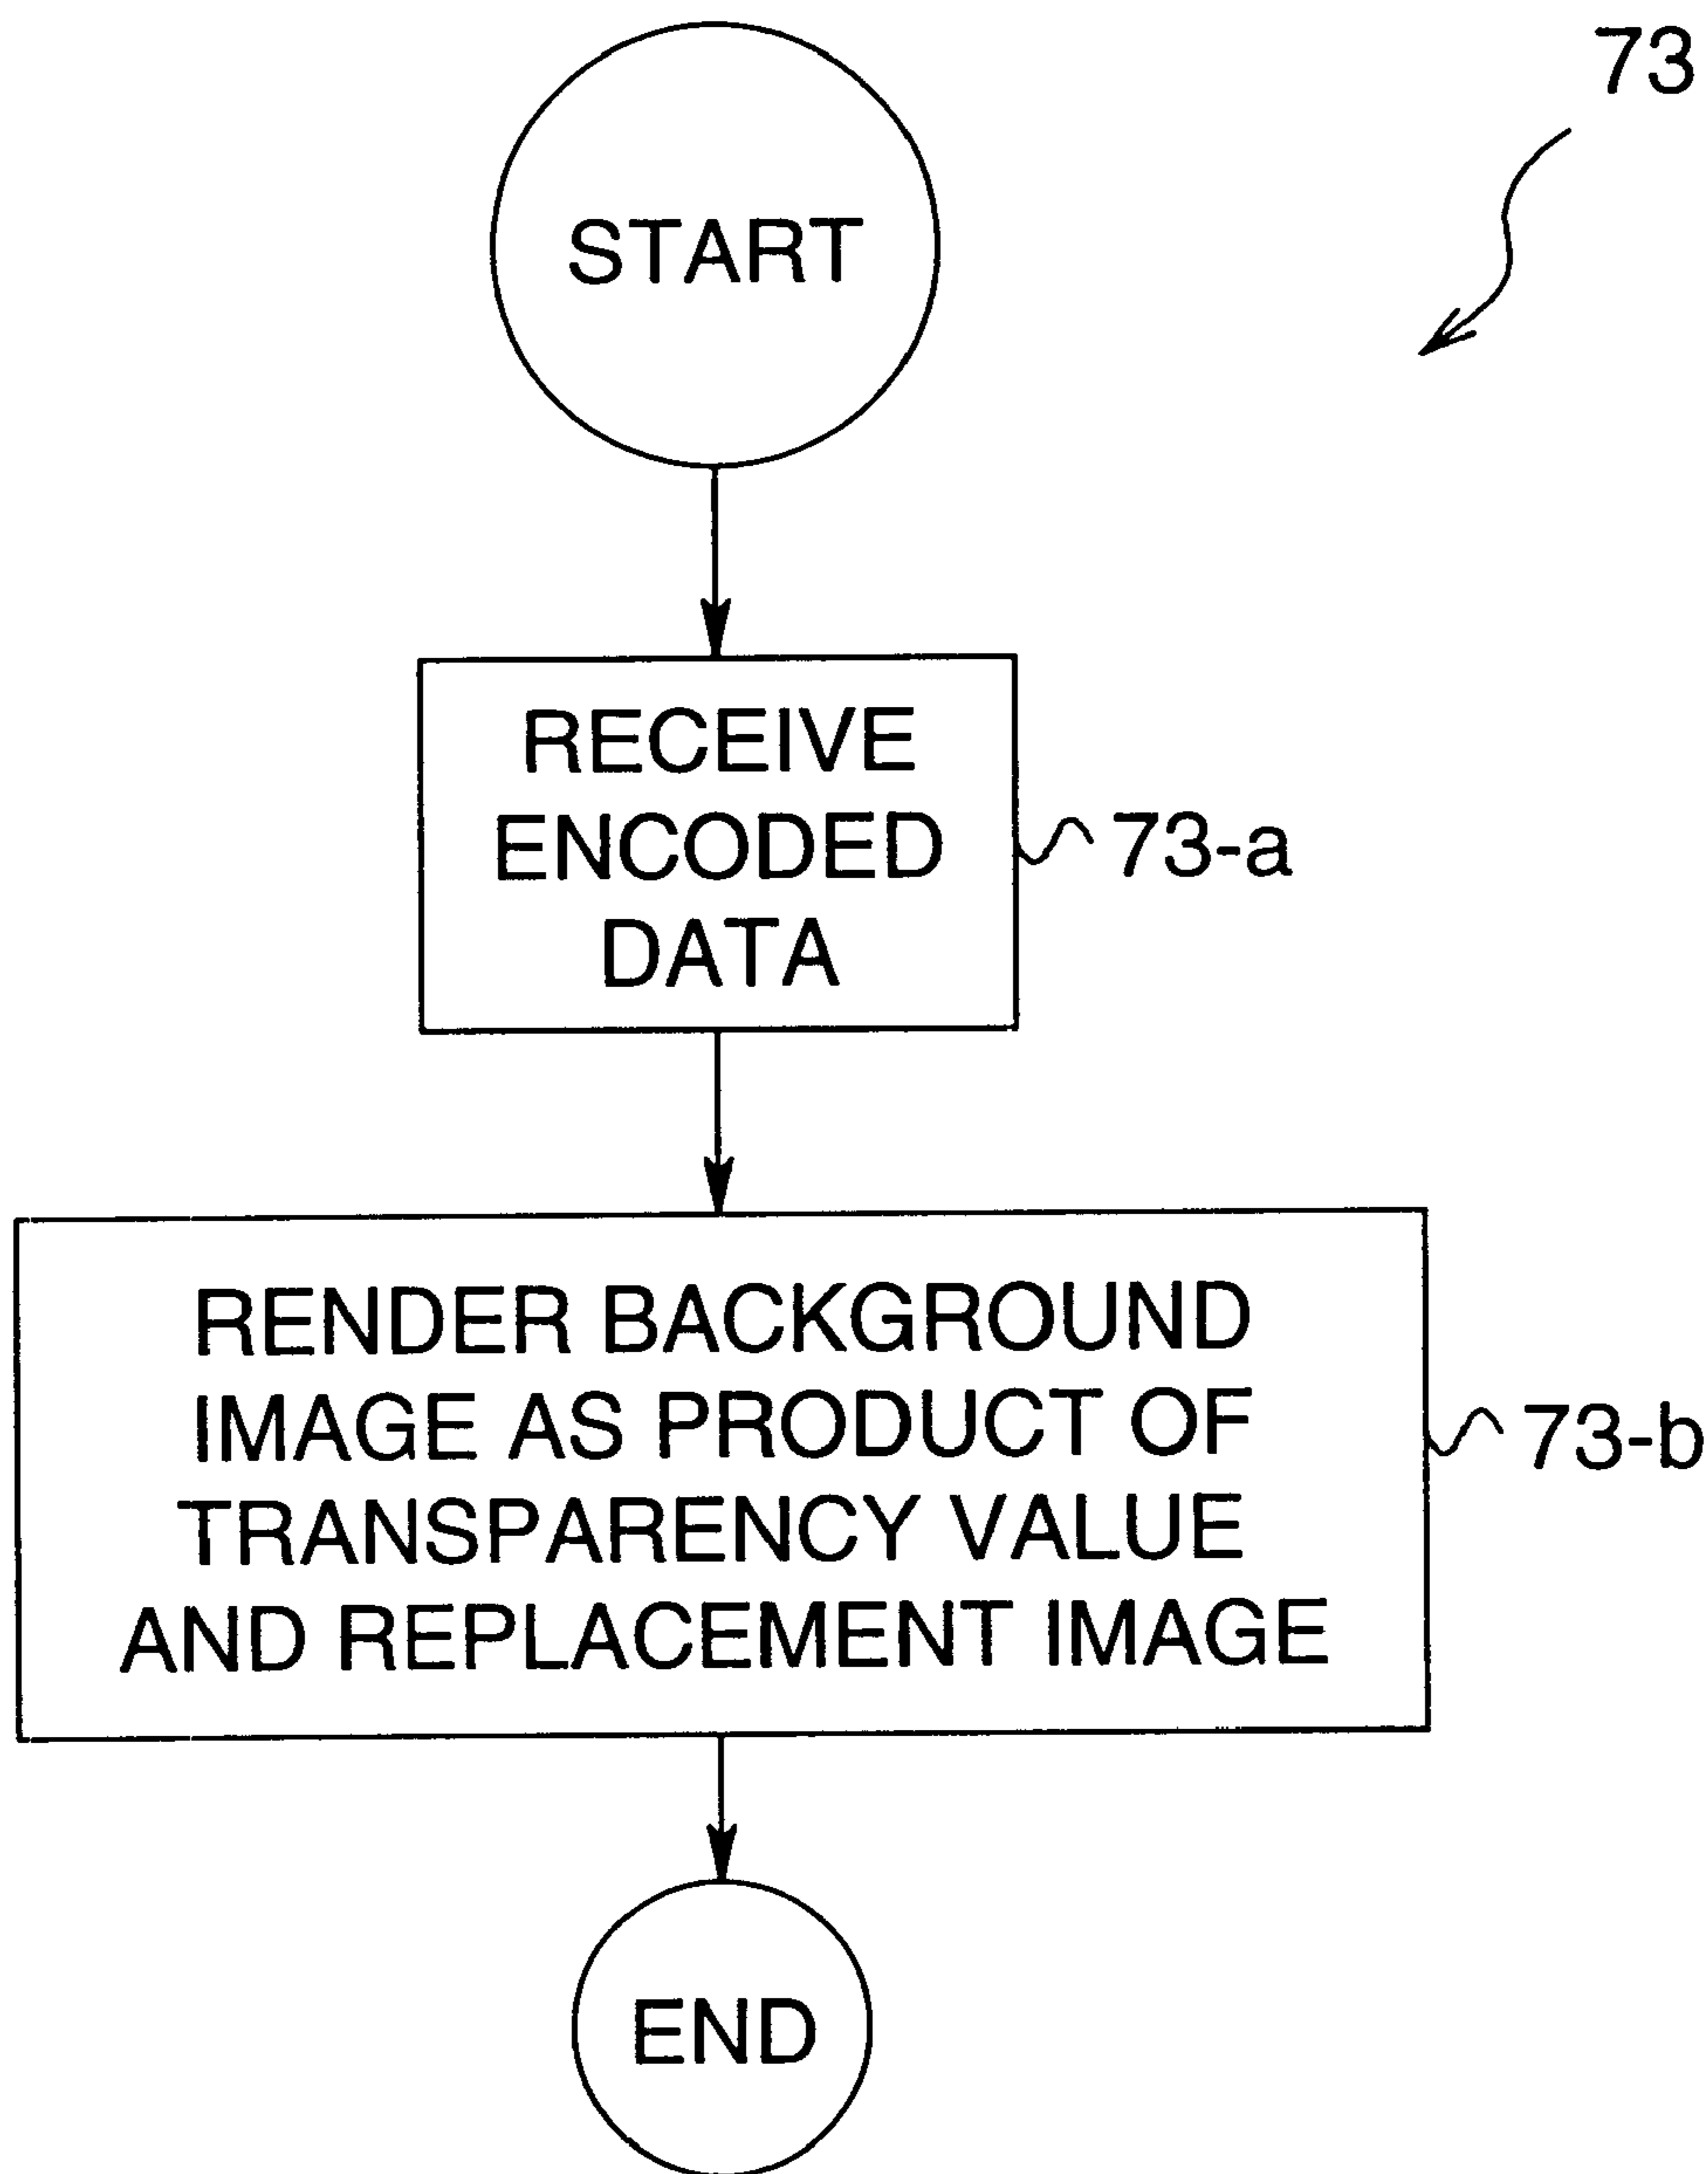 73
START
RECEIVE
ENCODED
DATA
73-a
RENDER BACKGROUND
IMAGE AS PRODUCT OF
TRANSPARENCY VALUE
AND REPLACEMENT IMAGE
73-b
END